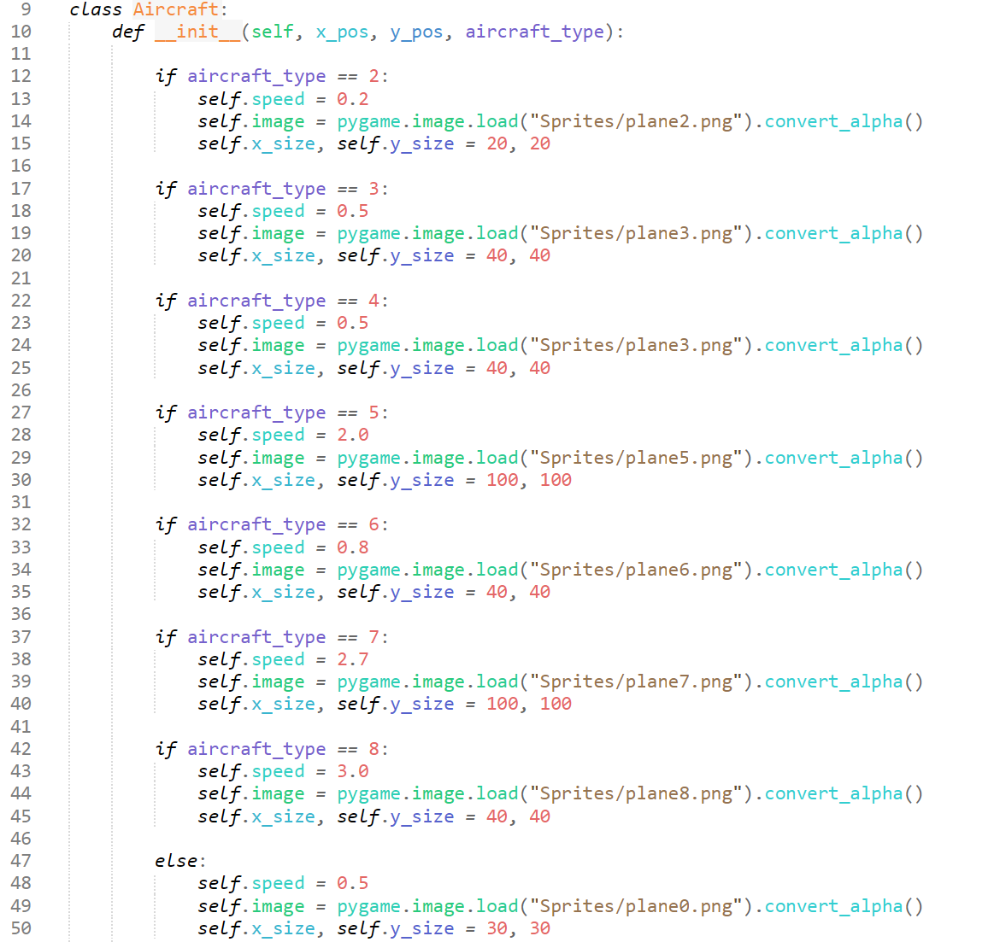 9 class Aircraft:
10 def __init__(self, x_pos, y_pos, aircraft_type):
11
12 if aircraft_type == 2:
13 self.speed = 0.2
14 self.image = pygame.image.load("Sprites/plane2.png").convert_alpha()
15 self.x_size, self.y_size = 20, 20
16
17 if aircraft_type == 3:
18 self.speed = 0.5
19 self.image = pygame.image.load("Sprites/plane3.png").convert_alpha()
20 self.x_size, self.y_size = 40, 40
21
22 if aircraft_type == 4:
23 self.speed = 0.5
24 self.image = pygame.image.load("Sprites/plane3.png").convert_alpha()
25 self.x_size, self.y_size = 40, 40
26
27 if aircraft_type == 5:
28 self.speed = 2.0
29 self.image = pygame.image.load("Sprites/plane5.png").convert_alpha()
30 self.x_size, self.y_size = 100, 100
31
32 if aircraft_type == 6:
33 self.speed = 0.8
34 self.image = pygame.image.load("Sprites/plane6.png").convert_alpha()
35 self.x_size, self.y_size = 40, 40
36
37 if aircraft_type == 7:
38 self.speed = 2.7
39 self.image = pygame.image.load("Sprites/plane7.png").convert_alpha()
40 self.x_size, self.y_size = 100, 100
41
42 if aircraft_type == 8:
43 self.speed = 3.0
44 self.image = pygame.image.load("Sprites/plane8.png").convert_alpha()
45 self.x_size, self.y_size = 40, 40
46
47 else:
48 self.speed = 0.5
49 self.image = pygame.image.load("Sprites/plane0.png").convert_alpha()
50 self.x_size, self.y_size = 30, 30